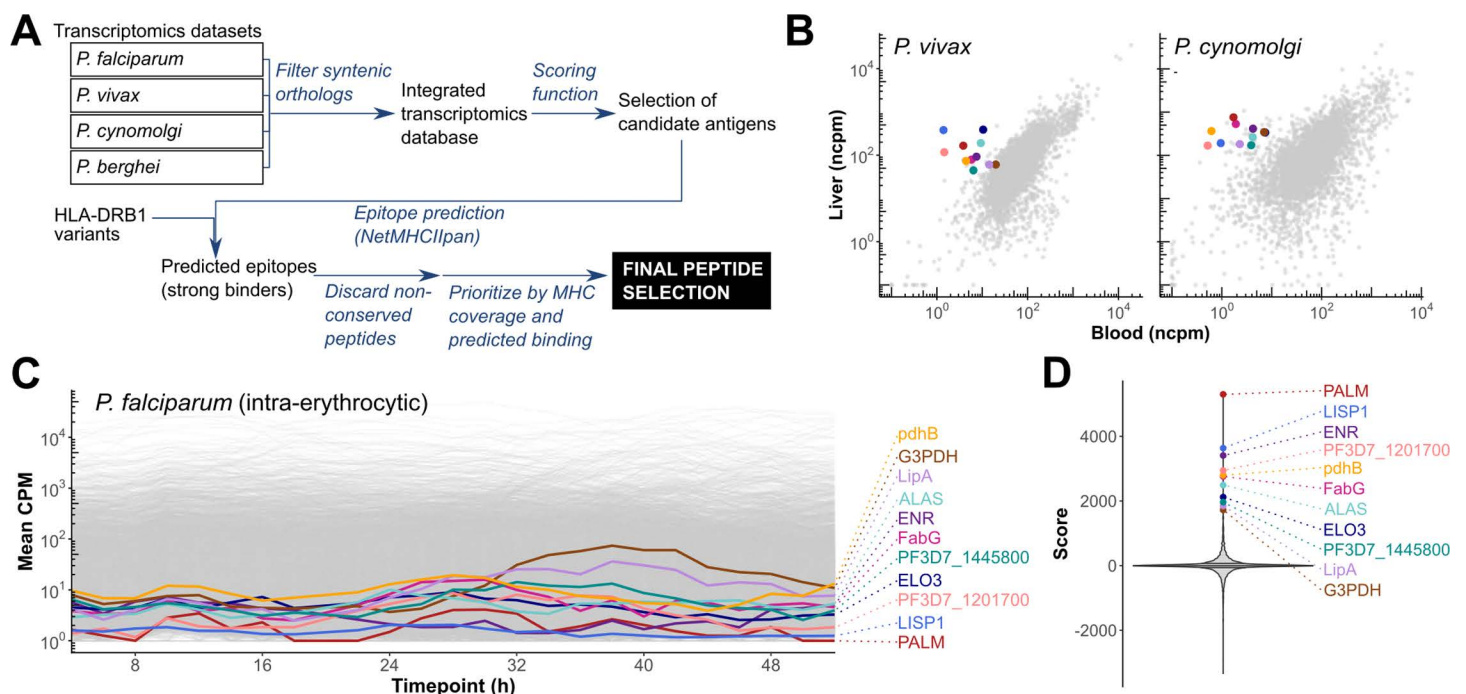 A
Transcriptomics datasets
P. falciparum
P. vivax
P. cynomolgi
P. berghei
Filter syntenic
orthologs
Integrated
transcriptomics
database
Scoring
function
Selection of
candidate antigens
HLA-DRB1
variants
Epitope prediction
(NetMHCIIpan)
Predicted epitopes
(strong binders)
Discard non-
conserved
peptides
Prioritize by MHC
coverage and
predicted binding
FINAL PEPTIDE
SELECTION
B
P. vivax
P. cynomolgi
Liver (ncpm)
10^4
10^2
10^0
10^0
10^2
10^4
10^0
10^2
10^4
Blood (ncpm)
C
P. falciparum (intra-erythrocytic)
Mean CPM
10^4
10^3
10^2
10^1
10^0
8
16
24
32
40
48
Timepoint (h)
pdhB
G3PDH
LipA
ALAS
ENR
FabG
PF3D7_1445800
ELO3
PF3D7_1201700
LISP1
PALM
D
Score
4000
2000
0
-2000
PALM
LISP1
ENR
PF3D7_1201700
pdhB
FabG
ALAS
ELO3
PF3D7_1445800
LipA
G3PDH